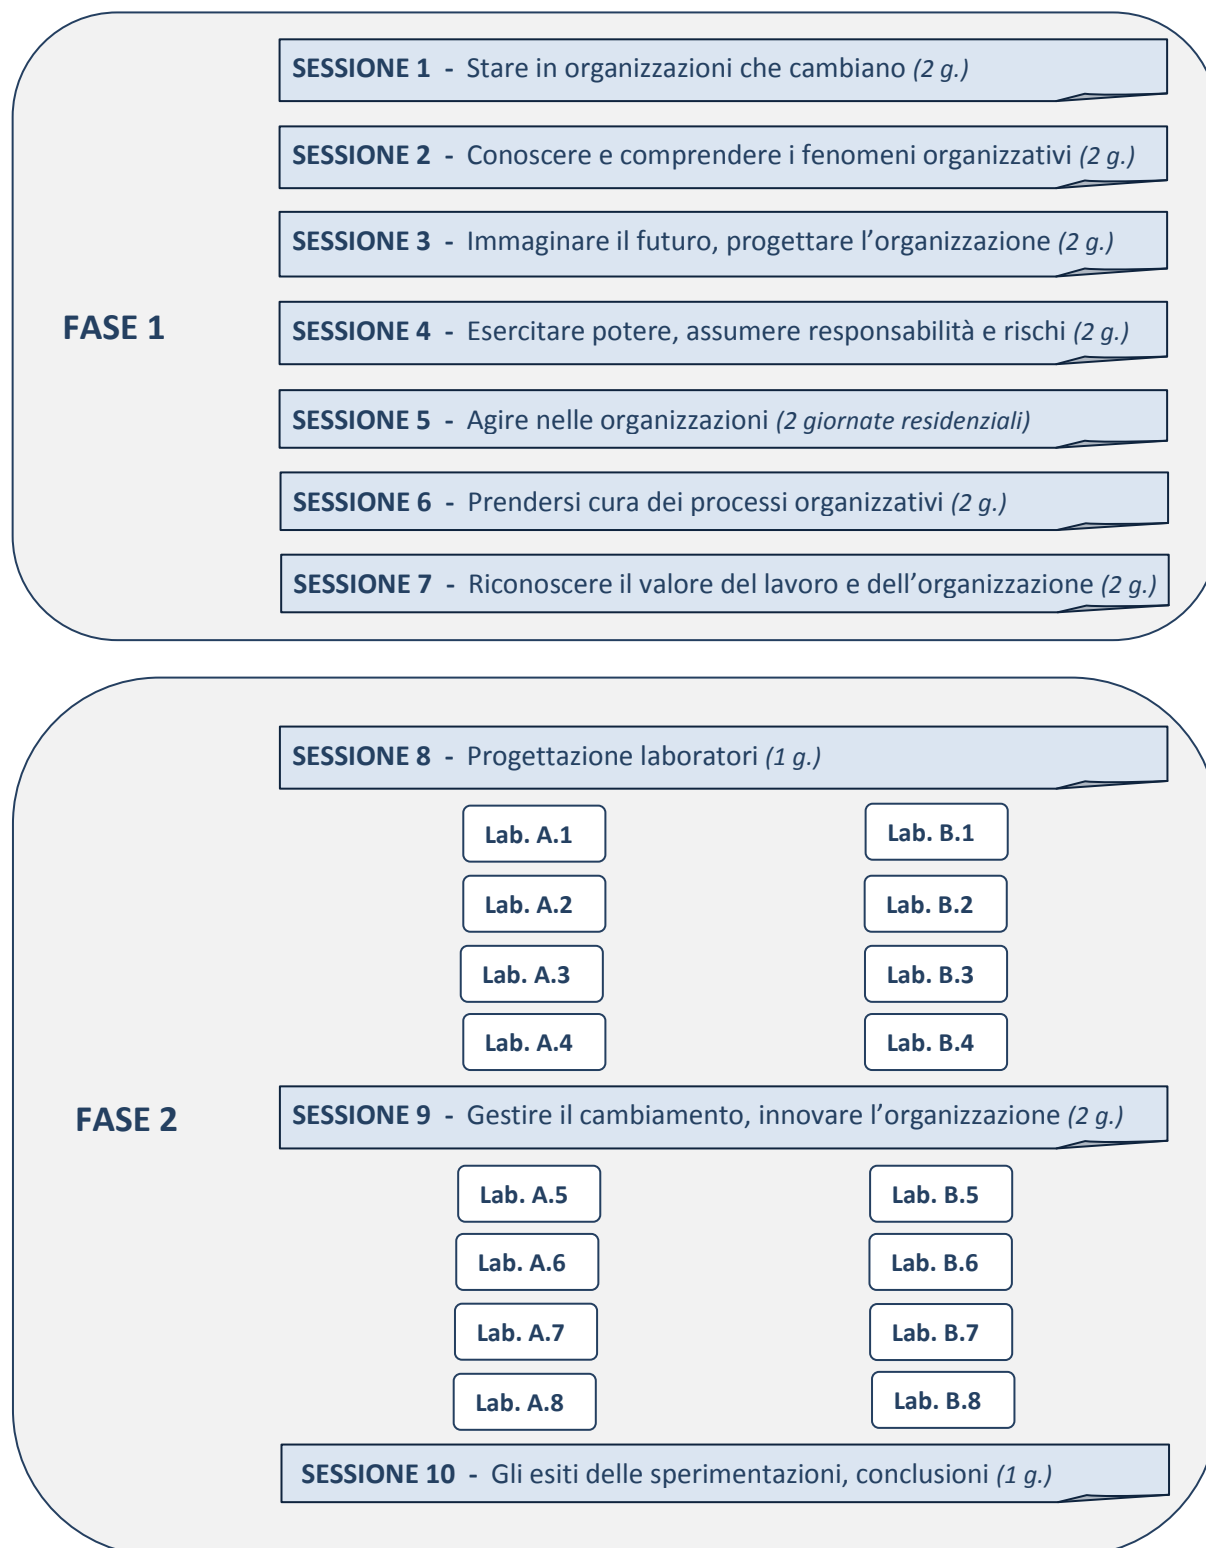 SESSIONE 1 - Stare in organizzazioni che cambiano (2 g.)
SESSIONE 2 - Conoscere e comprendere i fenomeni organizzativi (2 g.)
SESSIONE 3 - Immaginare il futuro, progettare l’organizzazione (2 g.)
FASE 1
SESSIONE 4 - Esercitare potere, assumere responsabilità e rischi (2 g.)
SESSIONE 5 - Agire nelle organizzazioni (2 giornate residenziali)
SESSIONE 6 - Prendersi cura dei processi organizzativi (2 g.)
SESSIONE 7 - Riconoscere il valore del lavoro e dell’organizzazione (2 g.)
SESSIONE 8 - Progettazione laboratori (1 g.)
Lab. A.1
Lab. B.1
Lab. A.2
Lab. B.2
Lab. A.3
Lab. B.3
Lab. A.4
Lab. B.4
FASE 2
SESSIONE 9 - Gestire il cambiamento, innovare l’organizzazione (2 g.)
Lab. A.5
Lab. B.5
Lab. A.6
Lab. B.6
Lab. A.7
Lab. B.7
Lab. A.8
Lab. B.8
SESSIONE 10 - Gli esiti delle sperimentazioni, conclusioni (1 g.)